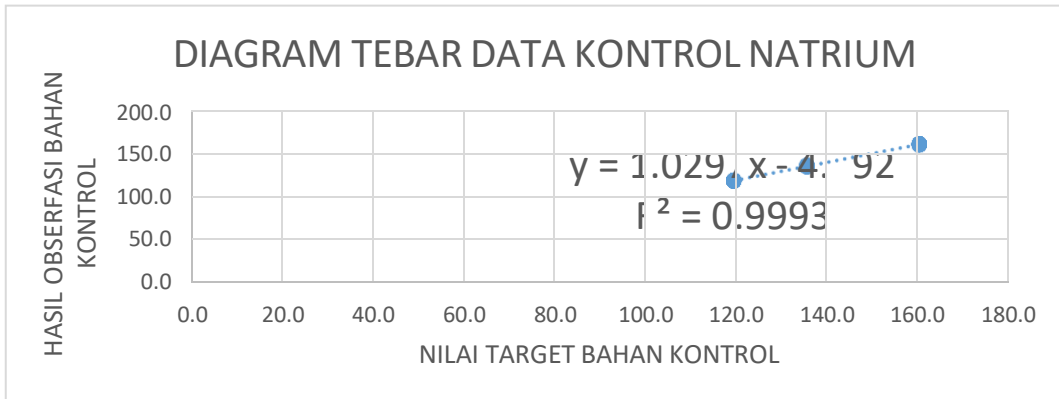 DIAGRAM TEBAR DATA KONTROL NATRIUM
HASIL OBSERFASI BAHAN
KONTROL
200.0
150.0
100.0
50.0
0.0
y = x -
= 0.9993
0.0 20.0 40.0 60.0 80.0 100.0 120.0 140.0 160.0 180.0
NILAI TARGET BAHAN KONTROL